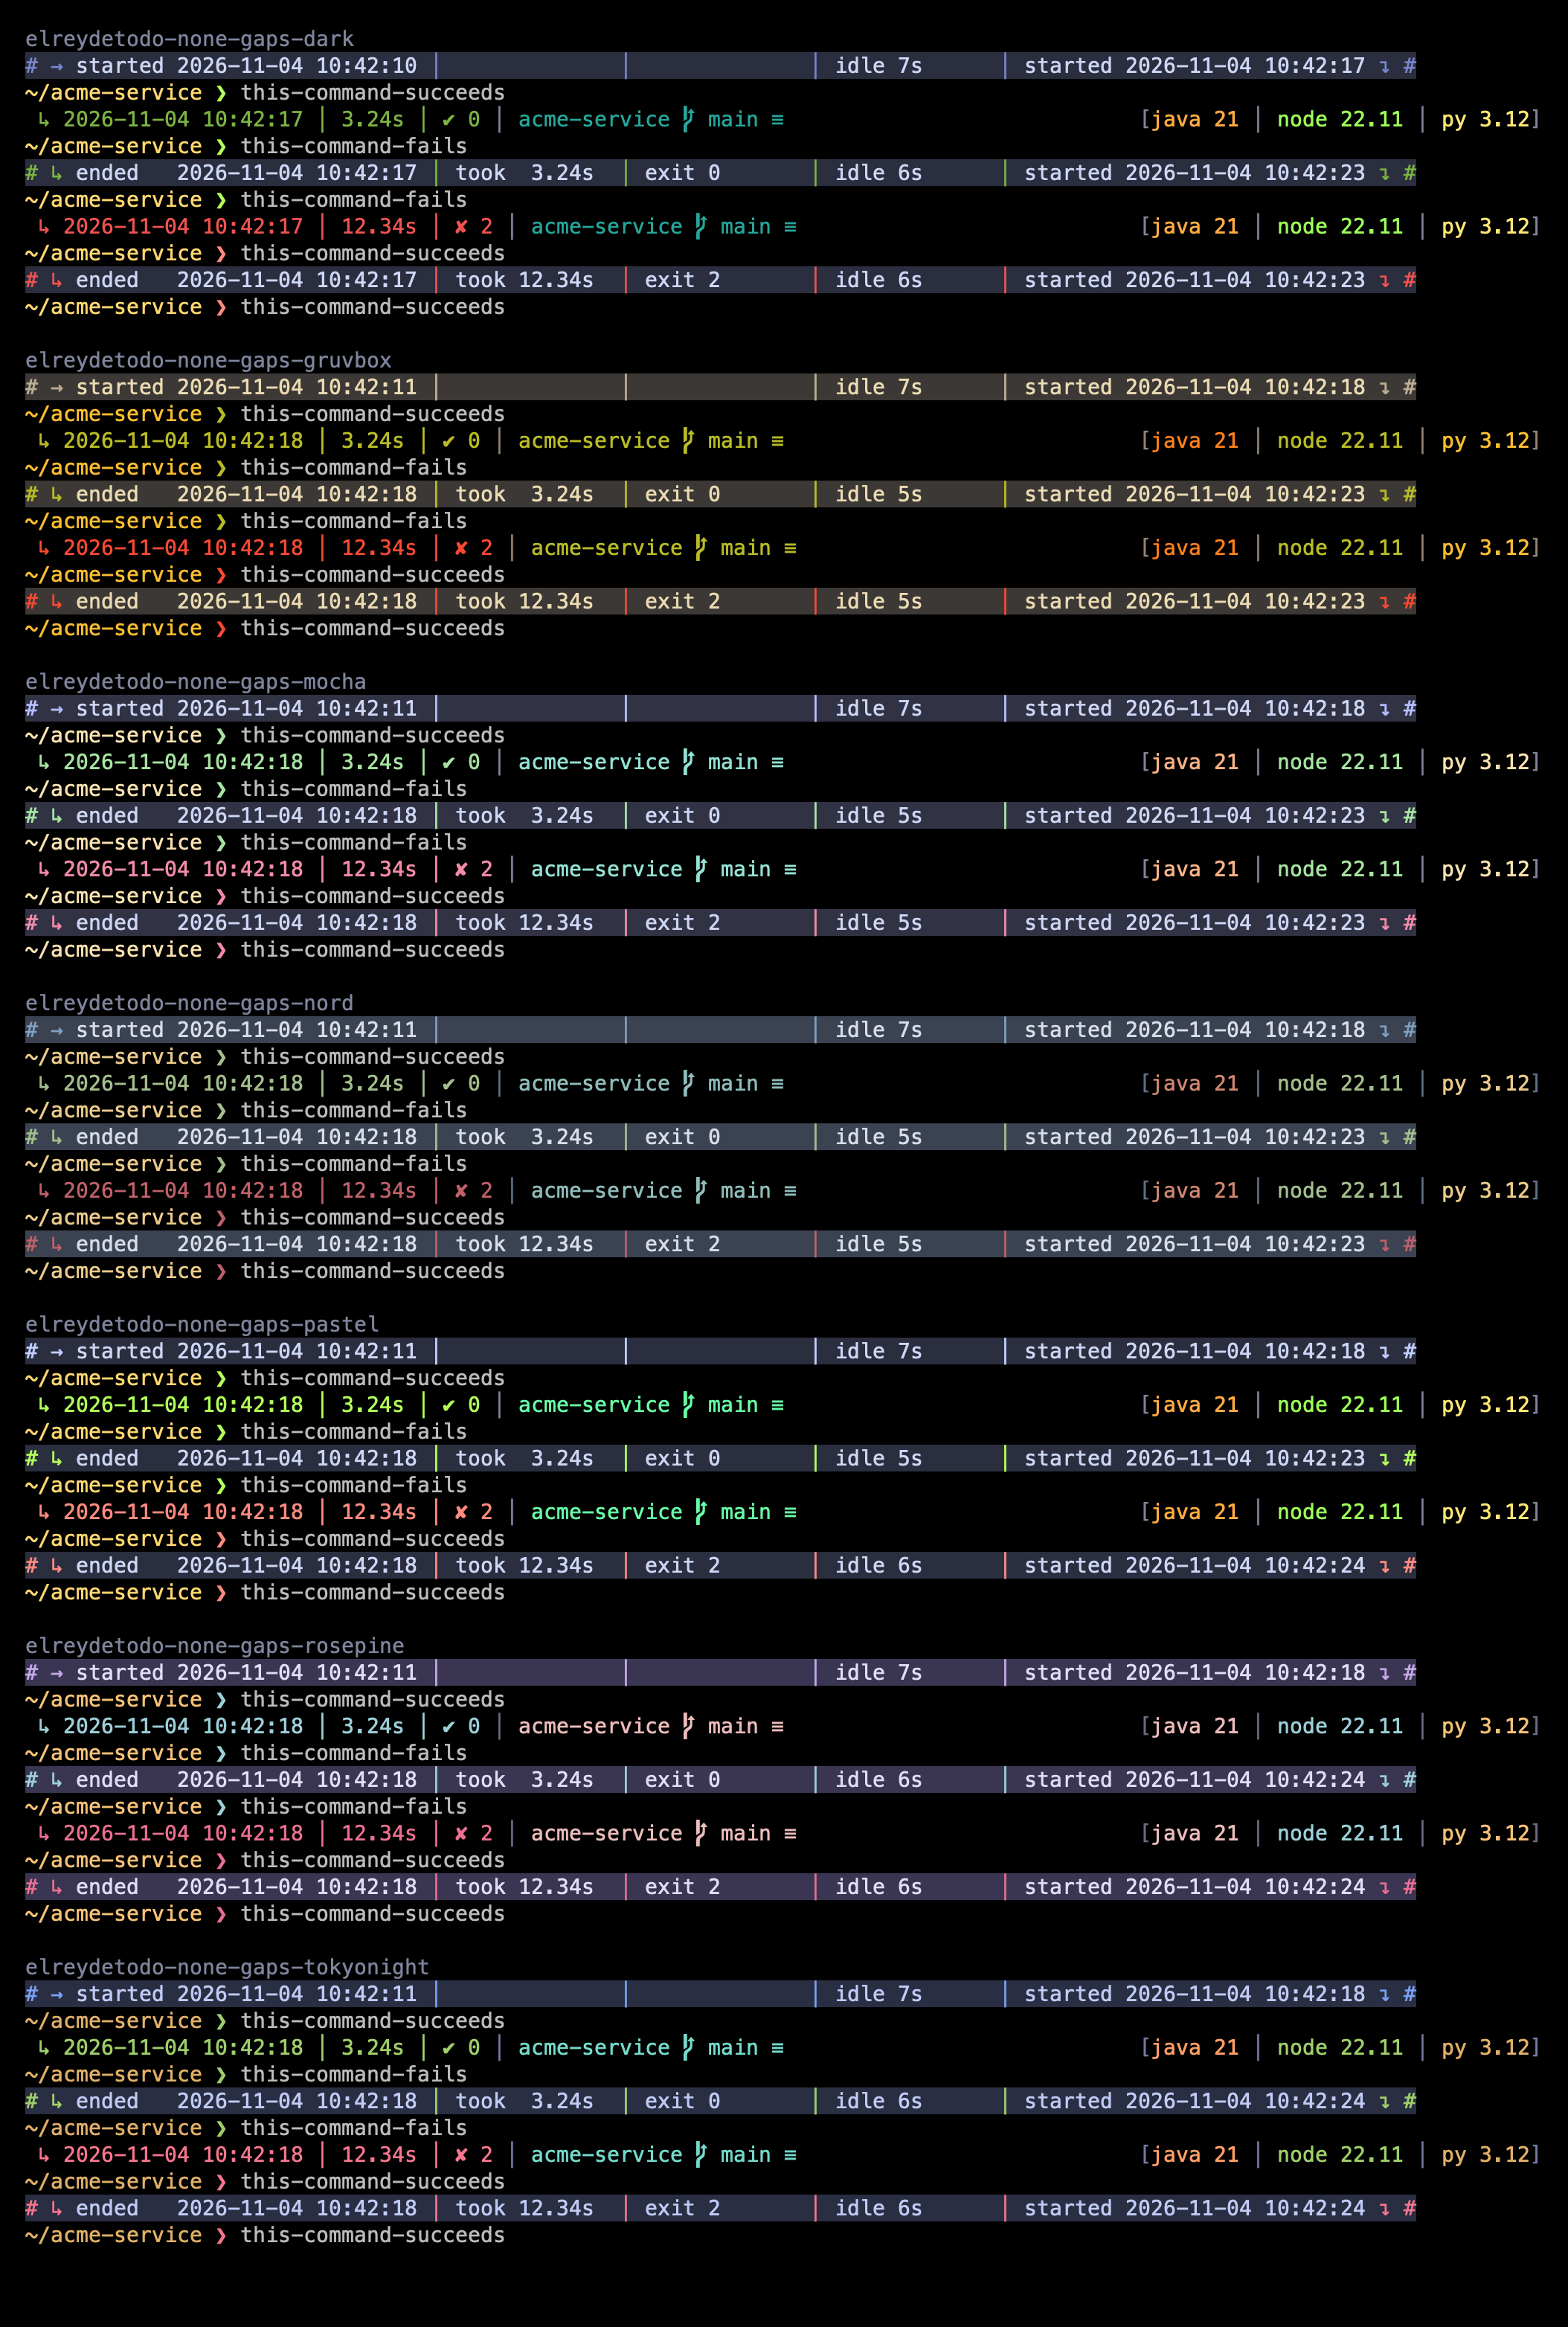 elreydetodo-none-gaps-dark
# → started 2026-11-04 10:42:10 │ │ │ idle 7s │ started 2026-11-04 10:42:17 ↴ #
~/acme-service ❯ this-command-succeeds
↳ 2026-11-04 10:42:17 │ 3.24s │ ✔ 0 │ acme-service main ≡ [java 21 │ node 22.11 │ py 3.12]
~/acme-service ❯ this-command-fails
# ↳ ended 2026-11-04 10:42:17 │ took 3.24s │ exit 0 │ idle 6s │ started 2026-11-04 10:42:23 ↴ #
~/acme-service ❯ this-command-fails
↳ 2026-11-04 10:42:17 │ 12.34s │ ✘ 2 │ acme-service main ≡ [java 21 │ node 22.11 │ py 3.12]
~/acme-service ❯ this-command-succeeds
# ↳ ended 2026-11-04 10:42:17 │ took 12.34s │ exit 2 │ idle 6s │ started 2026-11-04 10:42:23 ↴ #
~/acme-service ❯ this-command-succeeds
elreydetodo-none-gaps-gruvbox
# → started 2026-11-04 10:42:11 │ │ │ idle 7s │ started 2026-11-04 10:42:18 ↴ #
~/acme-service ❯ this-command-succeeds
↳ 2026-11-04 10:42:18 │ 3.24s │ ✔ 0 │ acme-service main ≡ [java 21 │ node 22.11 │ py 3.12]
~/acme-service ❯ this-command-fails
# ↳ ended 2026-11-04 10:42:18 │ took 3.24s │ exit 0 │ idle 5s │ started 2026-11-04 10:42:23 ↴ #
~/acme-service ❯ this-command-fails
↳ 2026-11-04 10:42:18 │ 12.34s │ ✘ 2 │ acme-service main ≡ [java 21 │ node 22.11 │ py 3.12]
~/acme-service ❯ this-command-succeeds
# ↳ ended 2026-11-04 10:42:18 │ took 12.34s │ exit 2 │ idle 5s │ started 2026-11-04 10:42:23 ↴ #
~/acme-service ❯ this-command-succeeds
elreydetodo-none-gaps-mocha
# → started 2026-11-04 10:42:11 │ │ │ idle 7s │ started 2026-11-04 10:42:18 ↴ #
~/acme-service ❯ this-command-succeeds
↳ 2026-11-04 10:42:18 │ 3.24s │ ✔ 0 │ acme-service main ≡ [java 21 │ node 22.11 │ py 3.12]
~/acme-service ❯ this-command-fails
# ↳ ended 2026-11-04 10:42:18 │ took 3.24s │ exit 0 │ idle 5s │ started 2026-11-04 10:42:23 ↴ #
~/acme-service ❯ this-command-fails
↳ 2026-11-04 10:42:18 │ 12.34s │ ✘ 2 │ acme-service main ≡ [java 21 │ node 22.11 │ py 3.12]
~/acme-service ❯ this-command-succeeds
# ↳ ended 2026-11-04 10:42:18 │ took 12.34s │ exit 2 │ idle 5s │ started 2026-11-04 10:42:23 ↴ #
~/acme-service ❯ this-command-succeeds
elreydetodo-none-gaps-nord
# → started 2026-11-04 10:42:11 │ │ │ idle 7s │ started 2026-11-04 10:42:18 ↴ #
~/acme-service ❯ this-command-succeeds
↳ 2026-11-04 10:42:18 │ 3.24s │ ✔ 0 │ acme-service main ≡ [java 21 │ node 22.11 │ py 3.12]
~/acme-service ❯ this-command-fails
# ↳ ended 2026-11-04 10:42:18 │ took 3.24s │ exit 0 │ idle 5s │ started 2026-11-04 10:42:23 ↴ #
~/acme-service ❯ this-command-fails
↳ 2026-11-04 10:42:18 │ 12.34s │ ✘ 2 │ acme-service main ≡ [java 21 │ node 22.11 │ py 3.12]
~/acme-service ❯ this-command-succeeds
# ↳ ended 2026-11-04 10:42:18 │ took 12.34s │ exit 2 │ idle 5s │ started 2026-11-04 10:42:23 ↴ #
~/acme-service ❯ this-command-succeeds
elreydetodo-none-gaps-pastel
# → started 2026-11-04 10:42:11 │ │ │ idle 7s │ started 2026-11-04 10:42:18 ↴ #
~/acme-service ❯ this-command-succeeds
↳ 2026-11-04 10:42:18 │ 3.24s │ ✔ 0 │ acme-service main ≡ [java 21 │ node 22.11 │ py 3.12]
~/acme-service ❯ this-command-fails
# ↳ ended 2026-11-04 10:42:18 │ took 3.24s │ exit 0 │ idle 5s │ started 2026-11-04 10:42:23 ↴ #
~/acme-service ❯ this-command-fails
↳ 2026-11-04 10:42:18 │ 12.34s │ ✘ 2 │ acme-service main ≡ [java 21 │ node 22.11 │ py 3.12]
~/acme-service ❯ this-command-succeeds
# ↳ ended 2026-11-04 10:42:18 │ took 12.34s │ exit 2 │ idle 6s │ started 2026-11-04 10:42:24 ↴ #
~/acme-service ❯ this-command-succeeds
elreydetodo-none-gaps-rosepine
# → started 2026-11-04 10:42:11 │ │ │ idle 7s │ started 2026-11-04 10:42:18 ↴ #
~/acme-service ❯ this-command-succeeds
↳ 2026-11-04 10:42:18 │ 3.24s │ ✔ 0 │ acme-service main ≡ [java 21 │ node 22.11 │ py 3.12]
~/acme-service ❯ this-command-fails
# ↳ ended 2026-11-04 10:42:18 │ took 3.24s │ exit 0 │ idle 6s │ started 2026-11-04 10:42:24 ↴ #
~/acme-service ❯ this-command-fails
↳ 2026-11-04 10:42:18 │ 12.34s │ ✘ 2 │ acme-service main ≡ [java 21 │ node 22.11 │ py 3.12]
~/acme-service ❯ this-command-succeeds
# ↳ ended 2026-11-04 10:42:18 │ took 12.34s │ exit 2 │ idle 6s │ started 2026-11-04 10:42:24 ↴ #
~/acme-service ❯ this-command-succeeds
elreydetodo-none-gaps-tokyonight
# → started 2026-11-04 10:42:11 │ │ │ idle 7s │ started 2026-11-04 10:42:18 ↴ #
~/acme-service ❯ this-command-succeeds
↳ 2026-11-04 10:42:18 │ 3.24s │ ✔ 0 │ acme-service main ≡ [java 21 │ node 22.11 │ py 3.12]
~/acme-service ❯ this-command-fails
# ↳ ended 2026-11-04 10:42:18 │ took 3.24s │ exit 0 │ idle 6s │ started 2026-11-04 10:42:24 ↴ #
~/acme-service ❯ this-command-fails
↳ 2026-11-04 10:42:18 │ 12.34s │ ✘ 2 │ acme-service main ≡ [java 21 │ node 22.11 │ py 3.12]
~/acme-service ❯ this-command-succeeds
# ↳ ended 2026-11-04 10:42:18 │ took 12.34s │ exit 2 │ idle 6s │ started 2026-11-04 10:42:24 ↴ #
~/acme-service ❯ this-command-succeeds